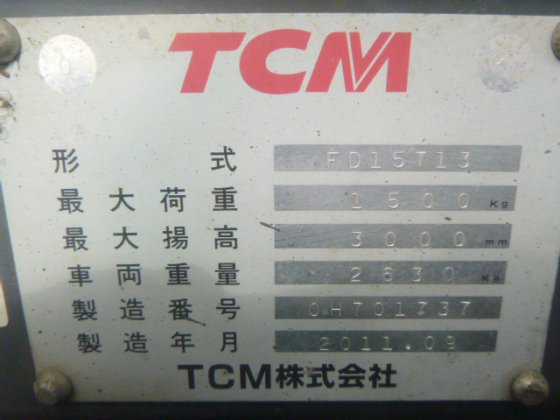 TCM
形式 FD15T13
最大荷重 1500 Kg
最大揚高 3000 mm
車両重量 2630 Kg
製造番号 0H701737
製造年月 2011.09
TCM株式会社